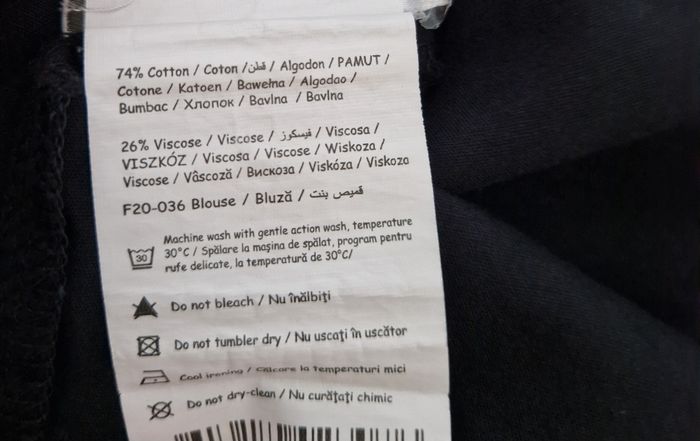 74% Cotton / Coton / قطن / Algodon / PAMUT /
Cotone / Katoen / Bawełna / Algodao /
Bumbac / Хлопок / Bavlna / Bavlna
26% Viscose / Viscose / فيسكوز / Viscosa /
VISZKÓZ / Viscosa / Viscose / Wiskoza /
Viscose / Vâscoză / Вискоза / Viskóza / Viskoza
F20-036 Blouse / Bluză / قميص بنت
30
Machine wash with gentle action wash, temperature
30°C / Spălare la mașina de spălat, program pentru
rufe delicate, la temperatură de 30°C/
Do not bleach / Nu înălbiți
Do not tumbler dry / Nu uscați în uscător
Cool ironing / Călcare la temperaturi mici
Do not dry-clean / Nu curățați chimic